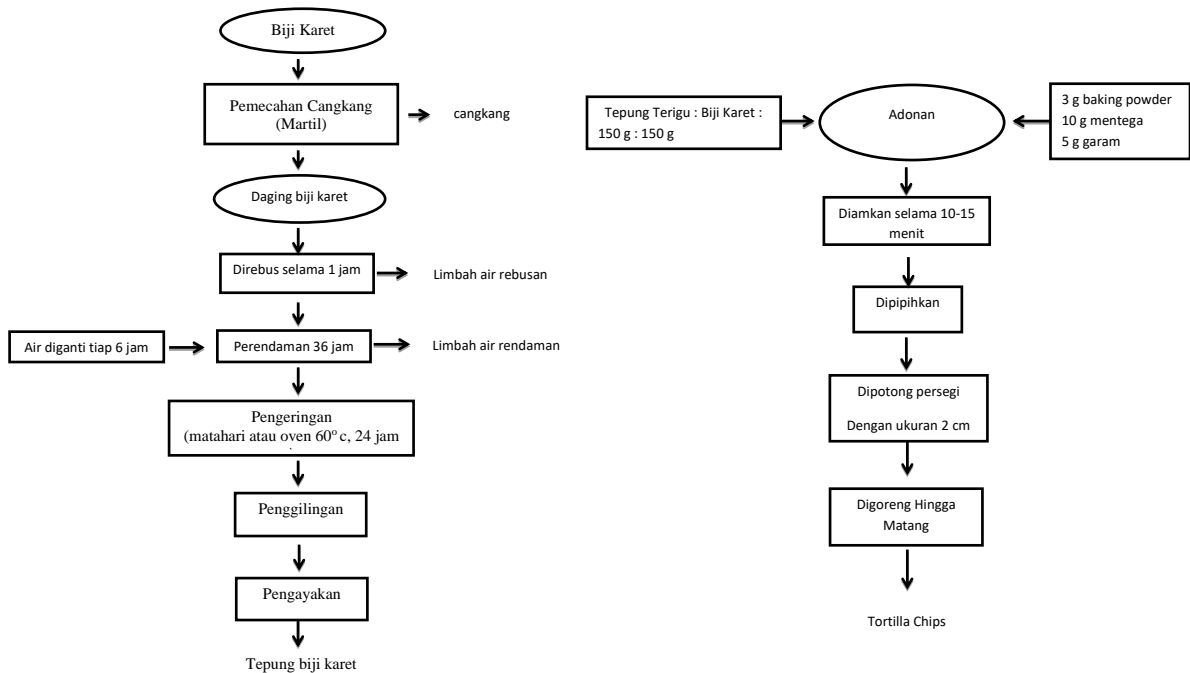 Biji Karet
Pemecahan Cangkang
(Martil)
cangkang
Daging biji karet
Direbus selama 1 jam
Limbah air rebusan
Air diganti tiap 6 jam
Perendaman 36 jam
Limbah air rendaman
Pengeringan
(matahari atau oven 60° c, 24 jam
Penggilingan
Pengayakan
Tepung biji karet
Tepung Terigu : Biji Karet :
150 g : 150 g
Adonan
3 g baking powder
10 g mentega
5 g garam
Diamkan selama 10-15
menit
Dipipihkan
Dipotong persegi
Dengan ukuran 2 cm
Digoreng Hingga
Matang
Tortilla Chips